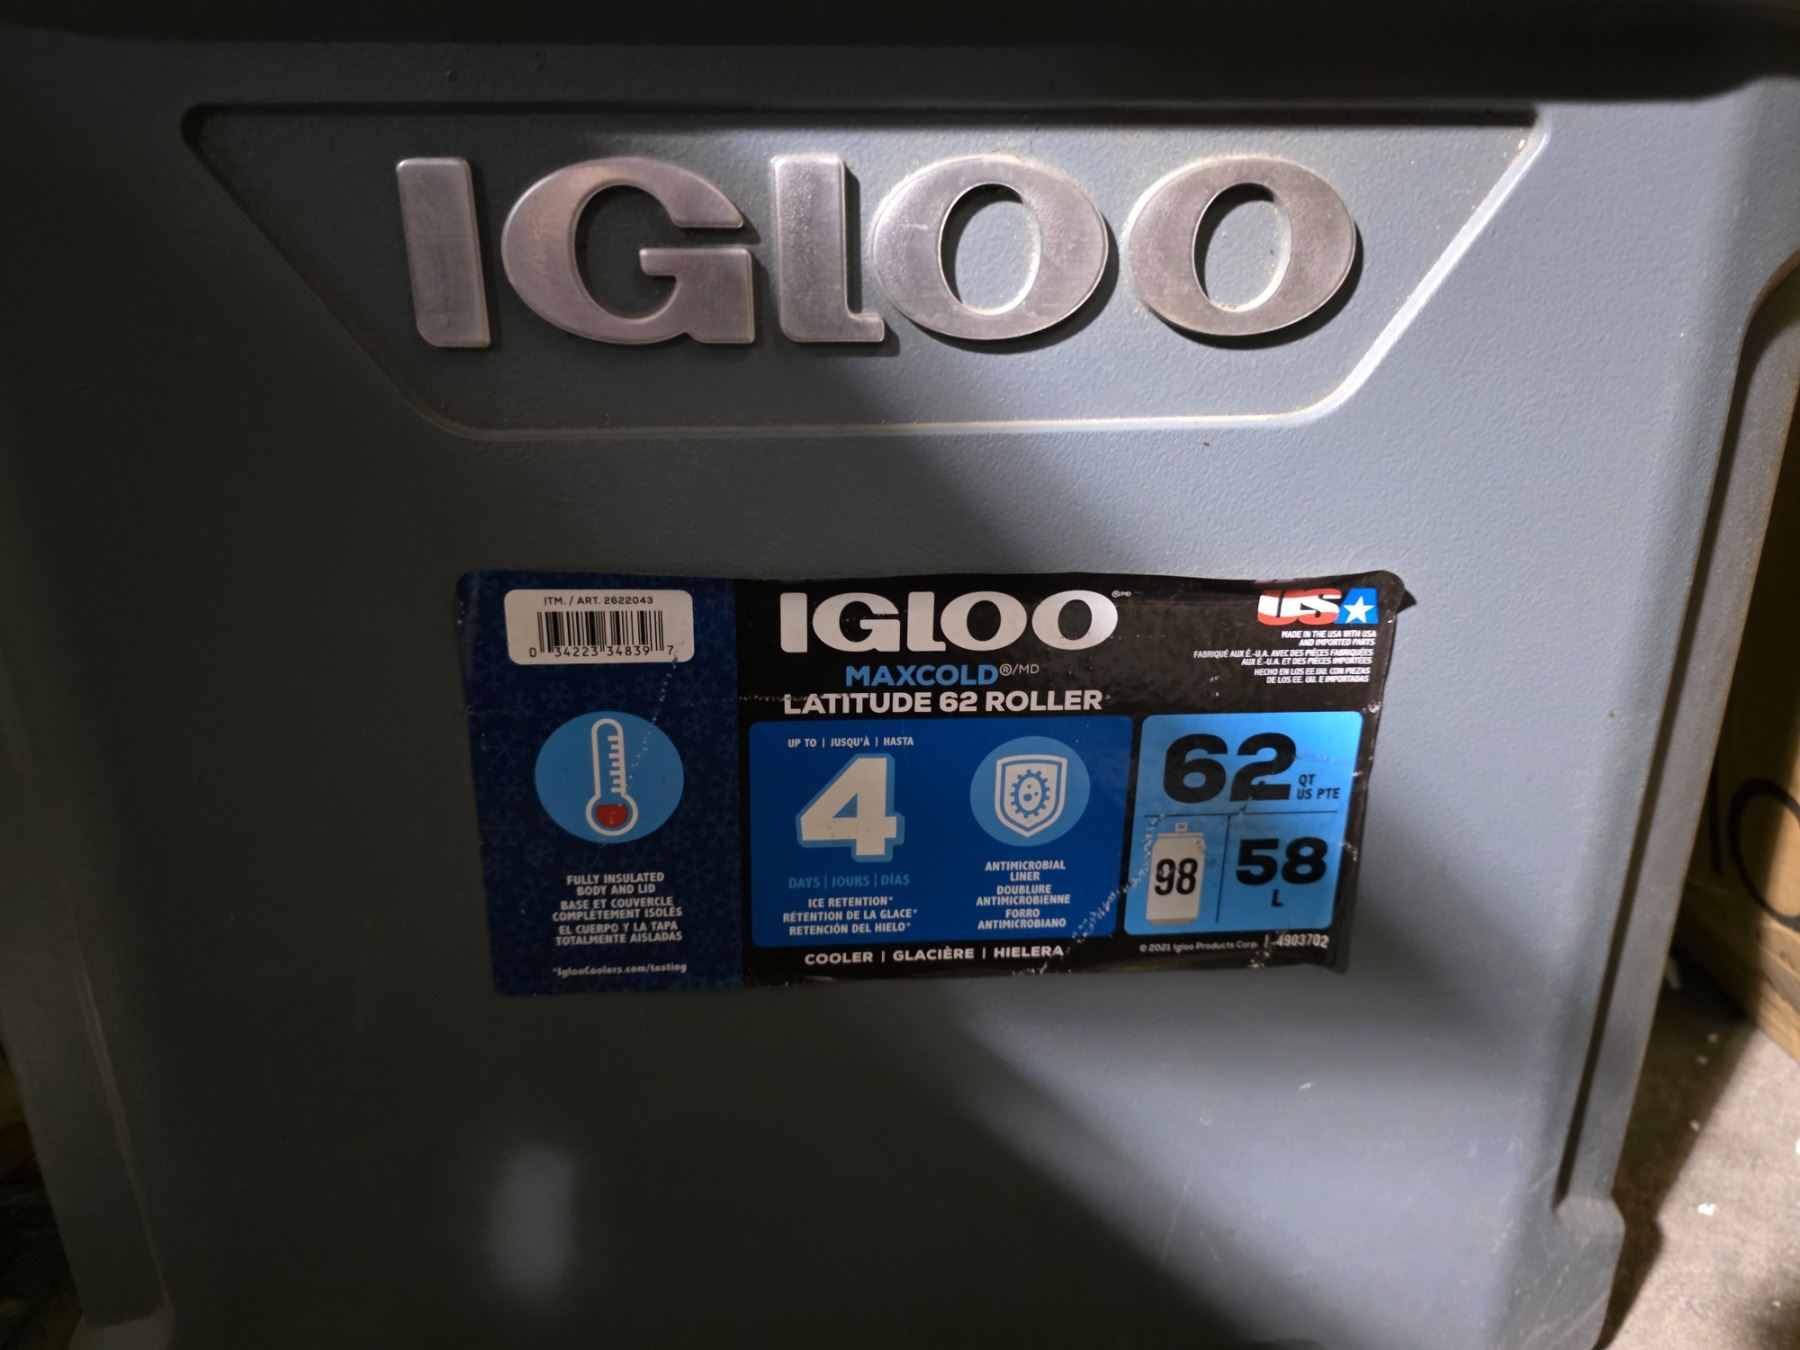 IGLOO
ITM. / ART. 2622043
0 34223 34839 7
FULLY INSULATED
BODY AND LID
BASE ET COUVERCLE
COMPLÈTEMENT ISOLÉS
EL CUERPO Y LA TAPA
TOTALMENTE AISLADAS
*IglooCoolers.com/testing
IGLOO®/MD
MAXCOLD®/MD
LATITUDE 62 ROLLER
USA
MADE IN THE USA WITH USA
AND IMPORTED PARTS
FABRIQUÉ AUX É.-U.A. AVEC DES PIÈCES FABRIQUÉES
AUX É.-U.A. ET DES PIÈCES IMPORTÉES
HECHO EN LOS EE.UU. CON PIEZAS
DE LOS EE. UU. E IMPORTADAS
UP TO | JUSQU'À | HASTA
4
DAYS | JOURS | DÍAS
ICE RETENTION*
RÉTENTION DE LA GLACE*
RETENCIÓN DEL HIELO*
ANTIMICROBIAL
LINER
DOUBLURE
ANTIMICROBIENNE
FORRO
ANTIMICROBIANO
62 QT
US PTE
98
58
L
COOLER | GLACIÈRE | HIELERA
© 2021 Igloo Products Corp. | 4903702